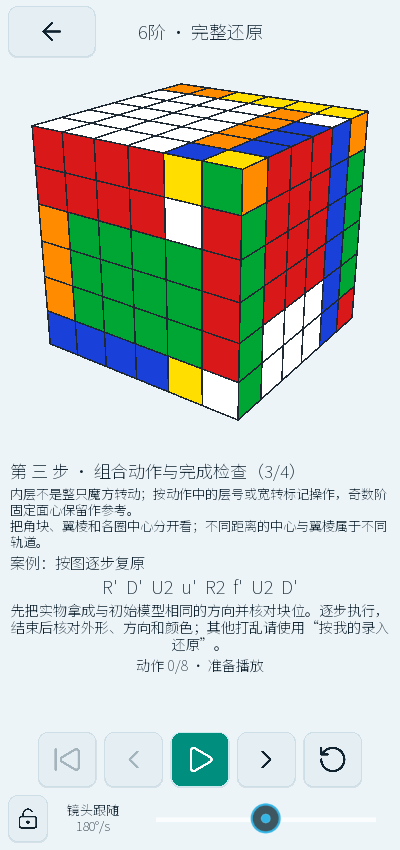 6阶 · 完整还原
第 三 步 · 组合动作与完成检查（3/4）
内层不是整只魔方转动；按动作中的层号或宽转标记操作，奇数阶
固定面心保留作参考。
把角块、翼棱和各圈中心分开看；不同距离的中心与翼棱属于不同
轨道。
案例：按图逐步复原
R' D' U2 u' R2 f' U2 D'
先把实物拿成与初始模型相同的方向并核对块位。逐步执行，
结束后核对外形、方向和颜色；其他打乱请使用“按我的录入
还原”。
动作 0/8 · 准备播放
镜头跟随
180°/s